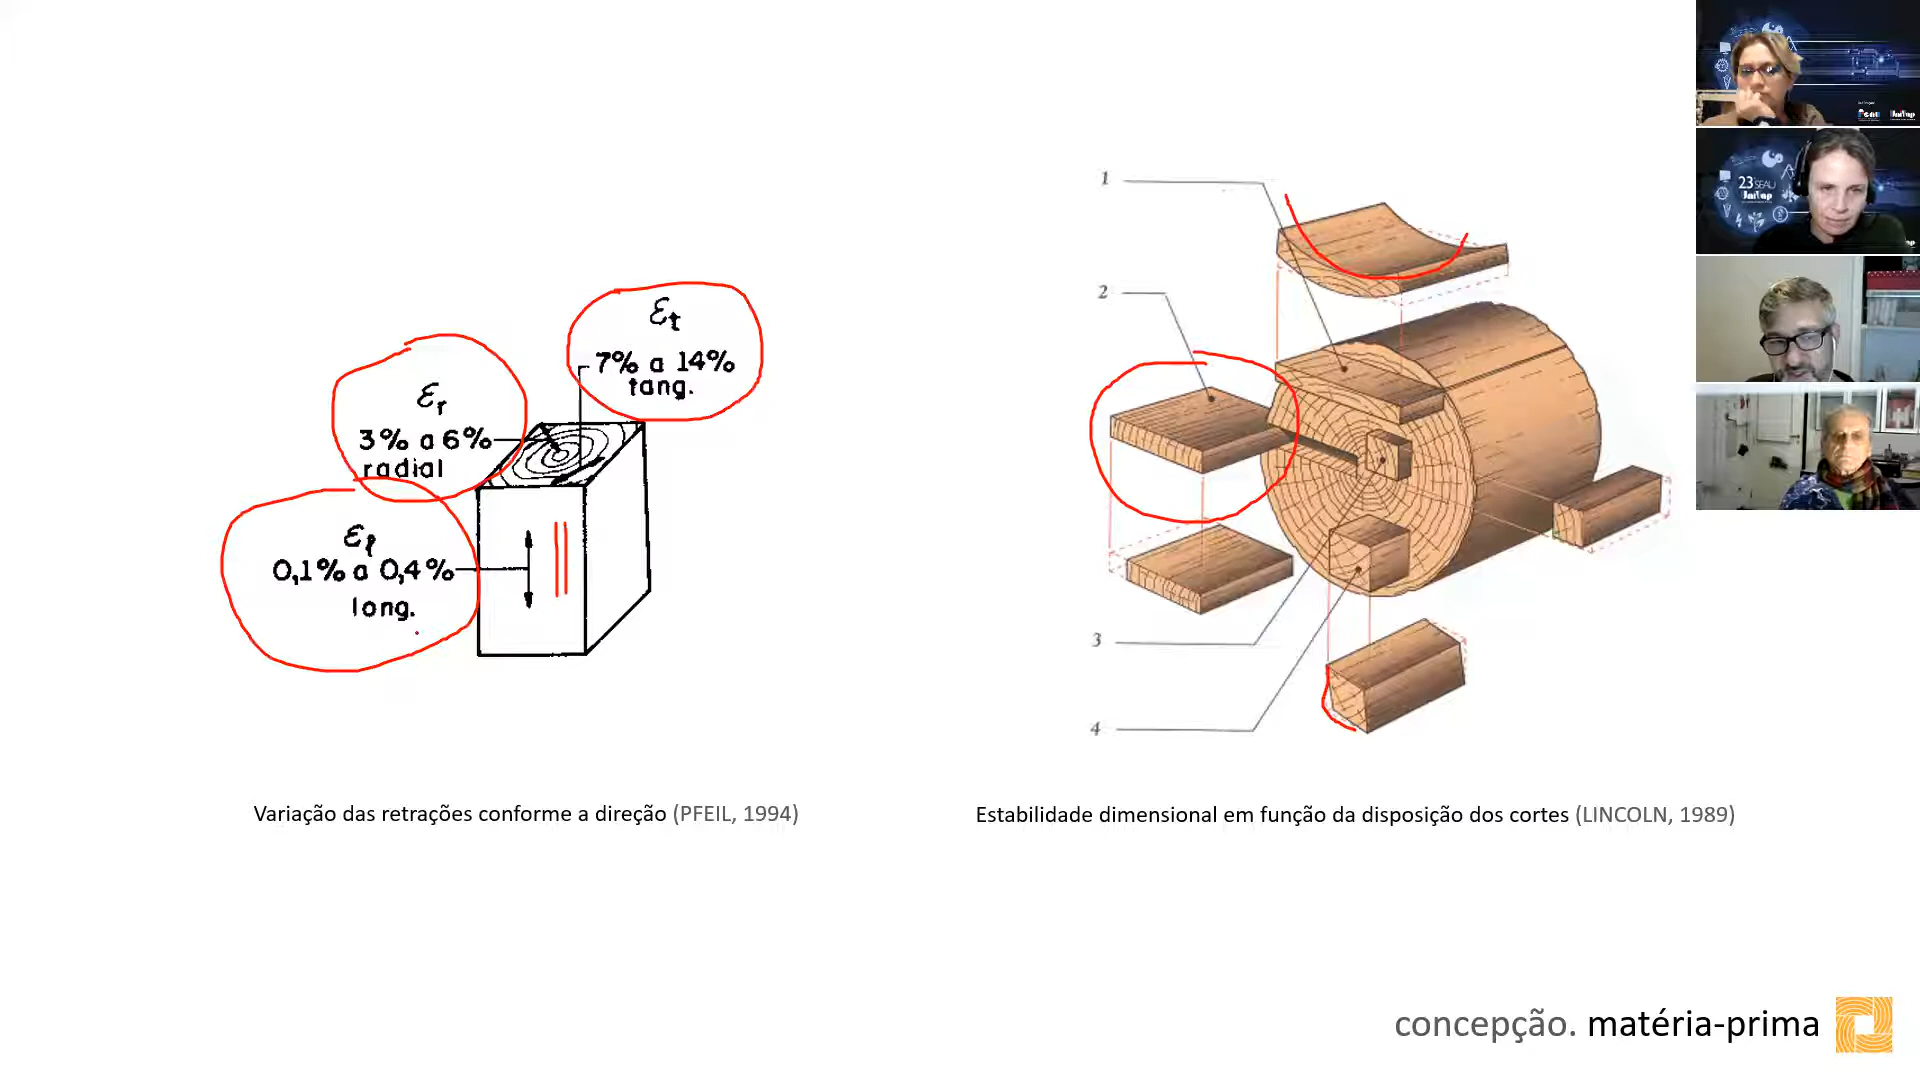 εt
7% a 14%
tang.
εr
3% a 6%
radial
εl
0,1% a 0,4%
long.
1
2
3
4
Variação das retrações conforme a direção (PFEIL, 1994)
Estabilidade dimensional em função da disposição dos cortes (LINCOLN, 1989)
concepção. matéria-prima
23ª SEAU